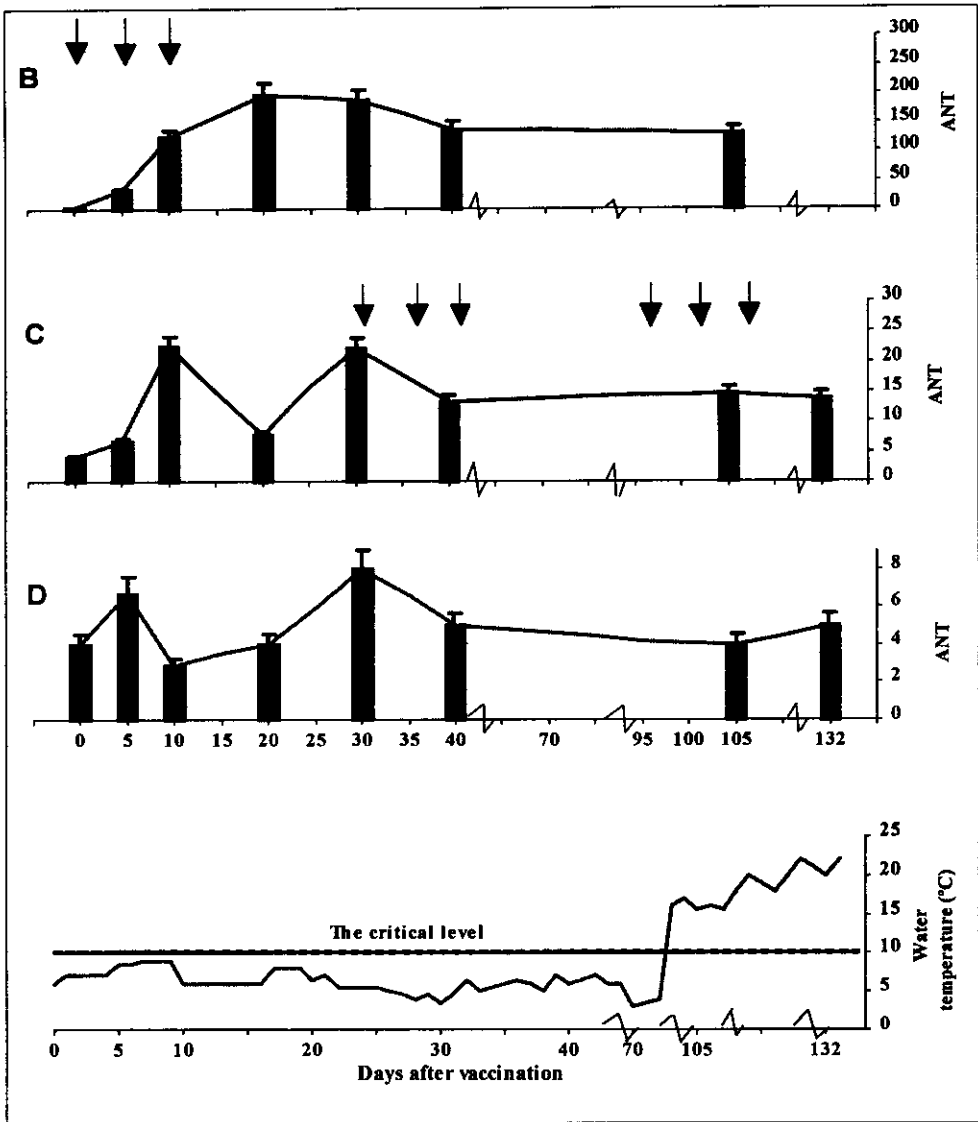 B
300
250
200
150
100
50
0
ANT
C
30
25
20
15
10
5
0
ANT
D
8
6
4
2
0
ANT
0 5 10 15 20 25 30 35 40 70 95 100 105 132
The critical level
25
20
15
10
5
0
Water
temperature (°C)
0 5 10 20 30 40 70 105 132
Days after vaccination